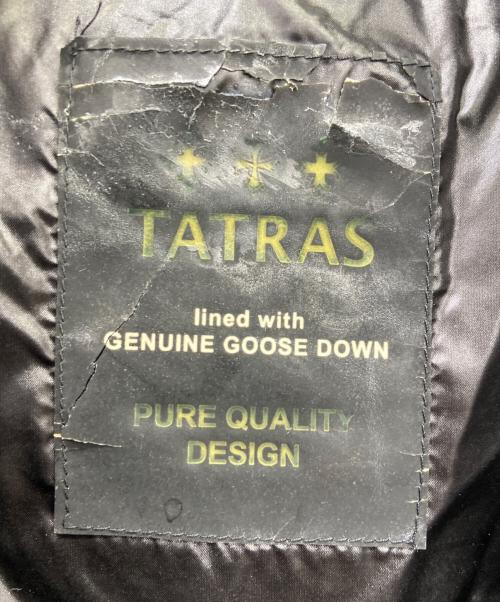 TATRAS
lined with
GENUINE GOOSE DOWN
PURE QUALITY
DESIGN